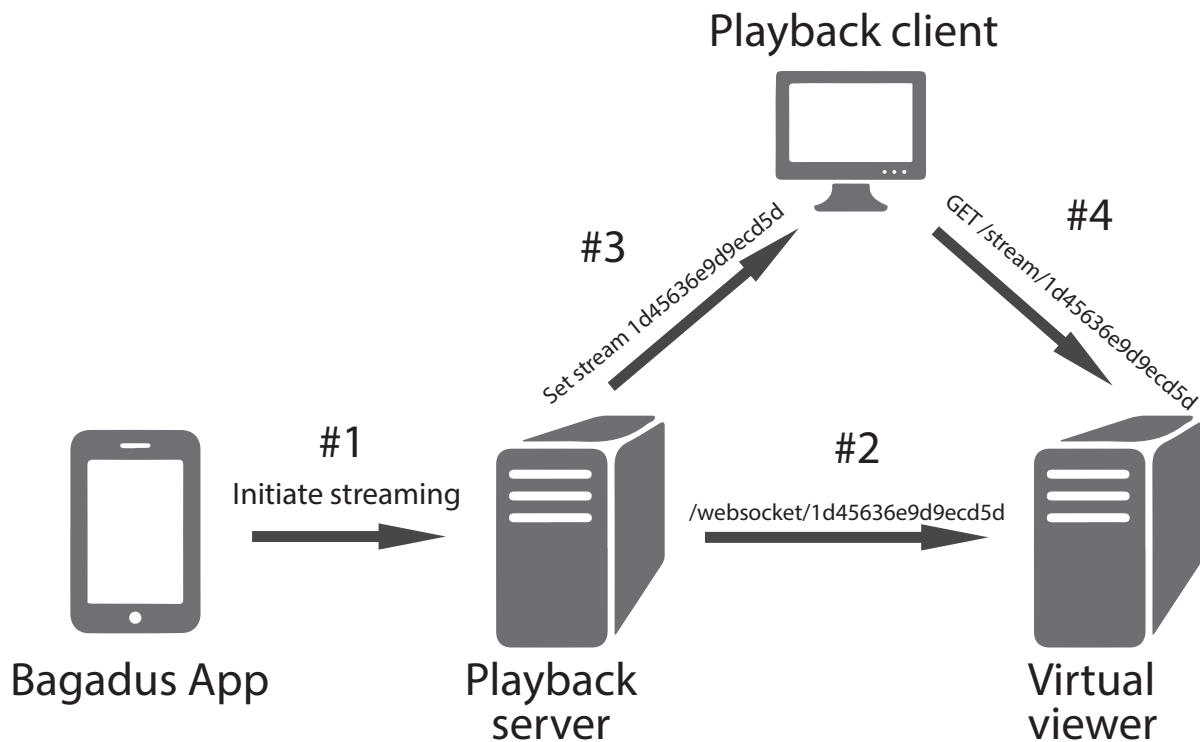 Playback client
#3
Set stream 1d45636e9d9ecd5d
GET /stream/1d45636e9d9ecd5d
#4
#1
Initiate streaming
#2
/websocket/1d45636e9d9ecd5d
Bagadus App
Playback
server
Virtual
viewer